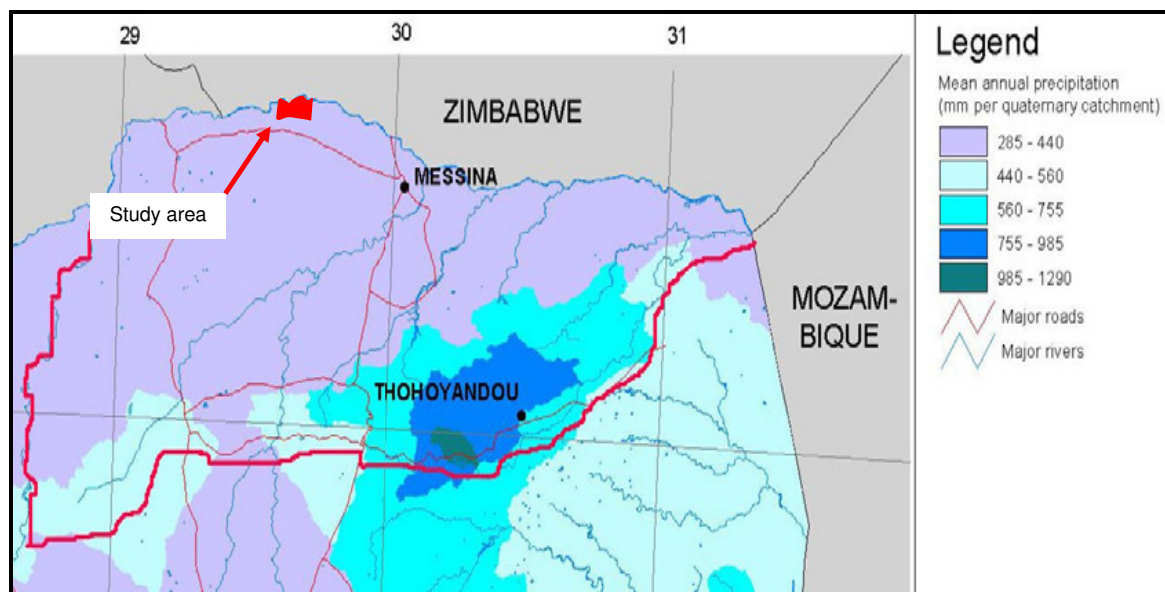 29
30
31
ZIMBABWE
MESSINA
Study area
MOZAM-
BIQUE
THOHOYANDOU
Legend
Mean annual precipitation
(mm per quaternary catchment)
285 - 440
440 - 560
560 - 755
755 - 985
985 - 1290
Major roads
Major rivers